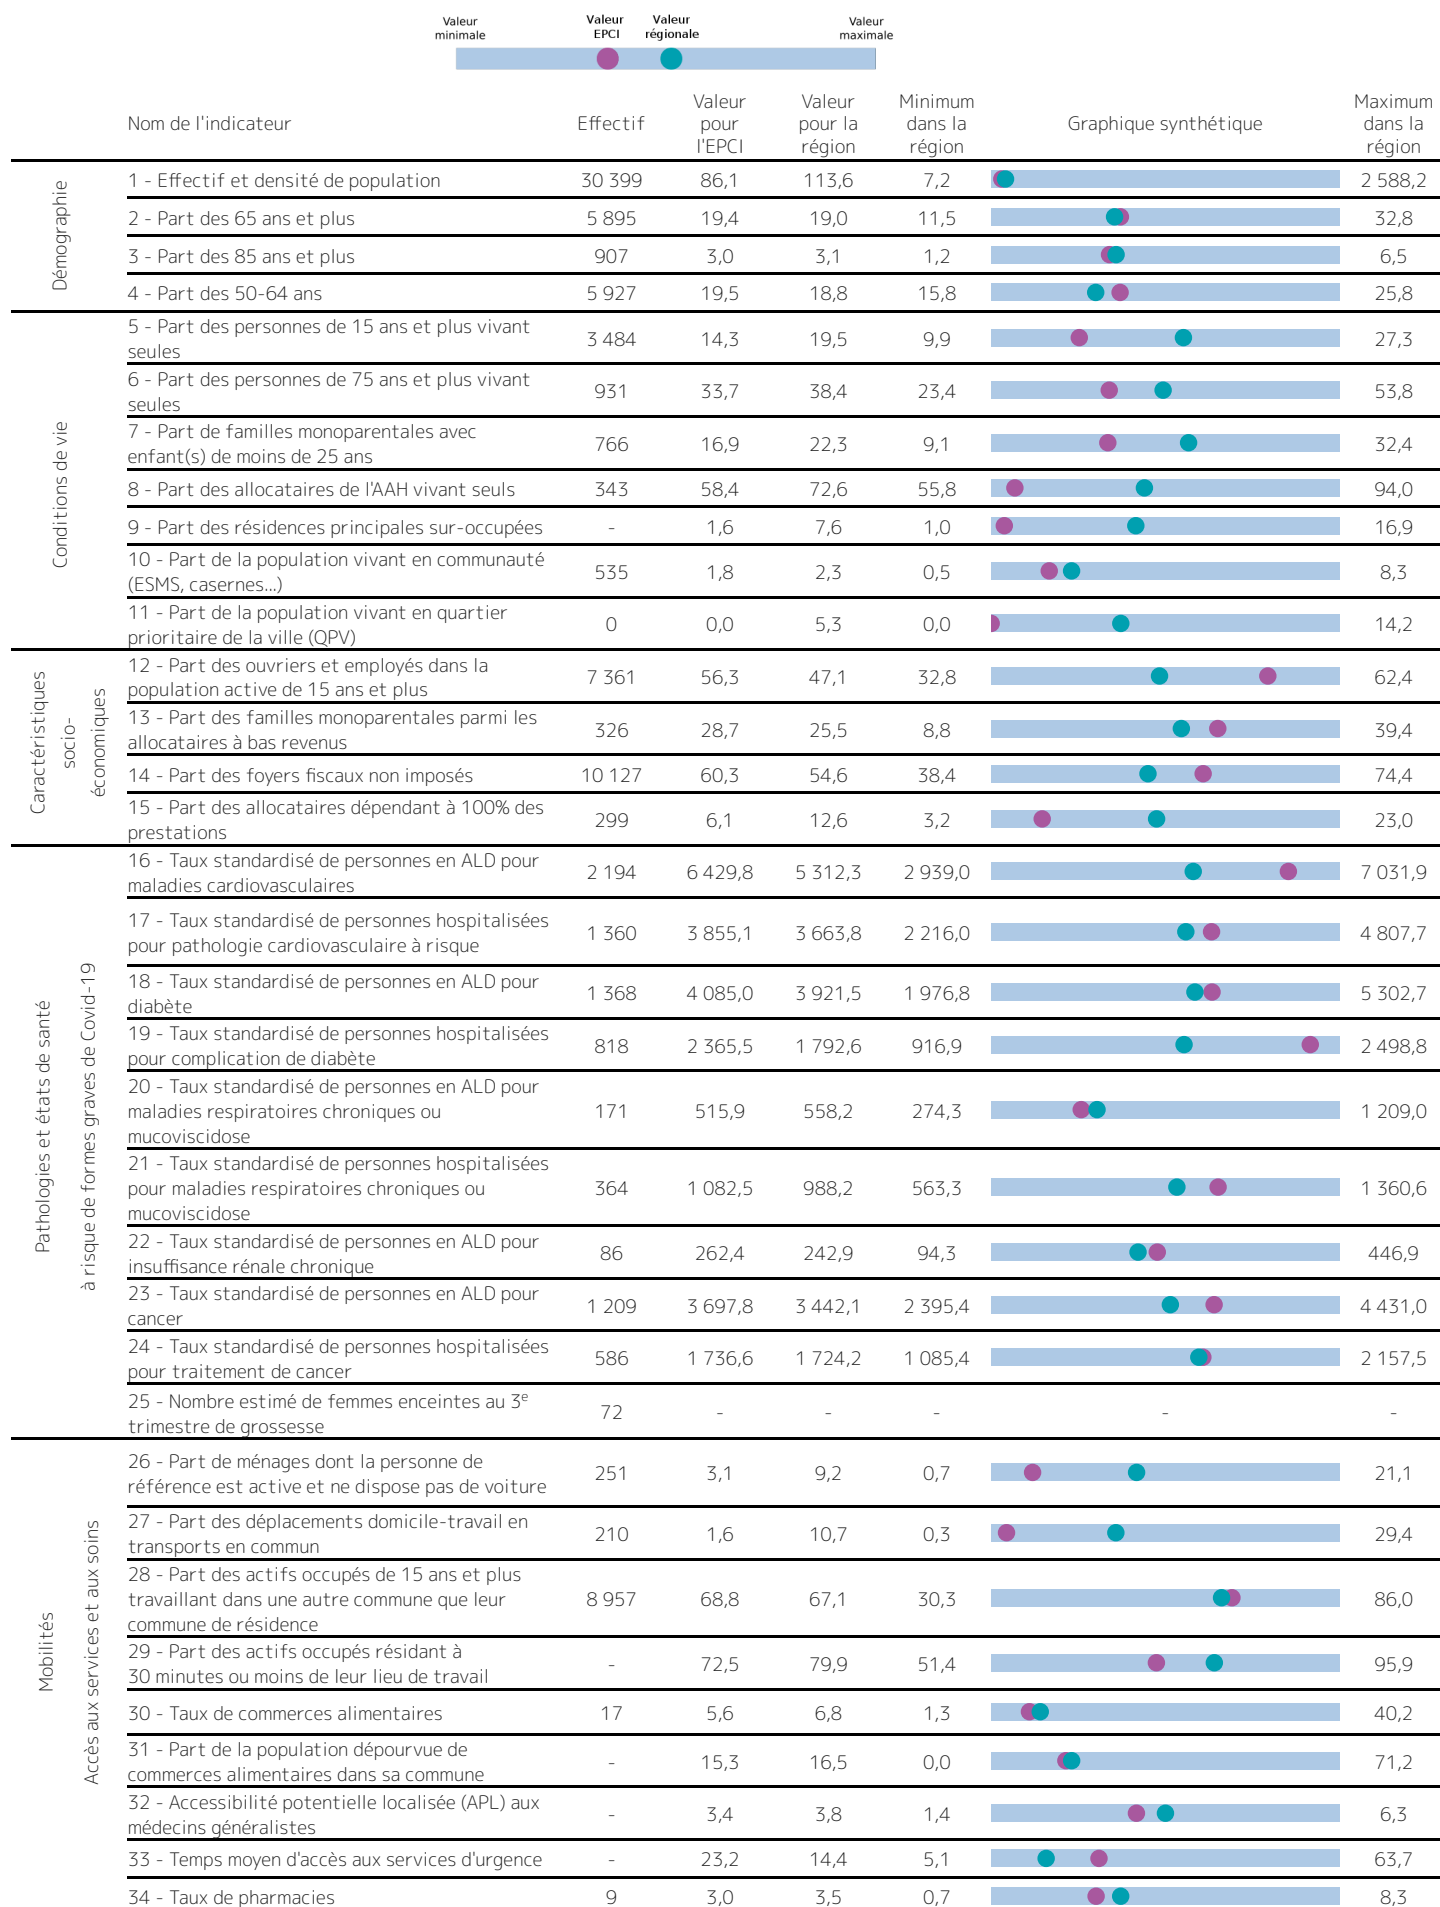 Valeur minimale
Valeur EPCI
Valeur régionale
Valeur maximale
Nom de l'indicateur
Effectif
Valeur pour l'EPCI
Valeur pour la région
Minimum dans la région
Graphique synthétique
Maximum dans la région
Démographie
1 - Effectif et densité de population 30 399 86,1 113,6 7,2 2 588,2
2 - Part des 65 ans et plus 5 895 19,4 19,0 11,5 32,8
3 - Part des 85 ans et plus 907 3,0 3,1 1,2 6,5
4 - Part des 50-64 ans 5 927 19,5 18,8 15,8 25,8
Conditions de vie
5 - Part des personnes de 15 ans et plus vivant
seules 3 484 14,3 19,5 9,9 27,3
6 - Part des personnes de 75 ans et plus vivant
seules 931 33,7 38,4 23,4 53,8
7 - Part de familles monoparentales avec
enfant(s) de moins de 25 ans 766 16,9 22,3 9,1 32,4
8 - Part des allocataires de l'AAH vivant seuls 343 58,4 72,6 55,8 94,0
9 - Part des résidences principales sur-occupées - 1,6 7,6 1,0 16,9
10 - Part de la population vivant en communauté
(ESMS, casernes...) 535 1,8 2,3 0,5 8,3
11 - Part de la population vivant en quartier
prioritaire de la ville (QPV) 0 0,0 5,3 0,0 14,2
Caractéristiques
socio-
économiques
12 - Part des ouvriers et employés dans la
population active de 15 ans et plus 7 361 56,3 47,1 32,8 62,4
13 - Part des familles monoparentales parmi les
allocataires à bas revenus 326 28,7 25,5 8,8 39,4
14 - Part des foyers fiscaux non imposés 10 127 60,3 54,6 38,4 74,4
15 - Part des allocataires dépendant à 100% des
prestations 299 6,1 12,6 3,2 23,0
Pathologies et états de santé
à risque de formes graves de Covid-19
16 - Taux standardisé de personnes en ALD pour
maladies cardiovasculaires 2 194 6 429,8 5 312,3 2 939,0 7 031,9
17 - Taux standardisé de personnes hospitalisées
pour pathologie cardiovasculaire à risque 1 360 3 855,1 3 663,8 2 216,0 4 807,7
18 - Taux standardisé de personnes en ALD pour
diabète 1 368 4 085,0 3 921,5 1 976,8 5 302,7
19 - Taux standardisé de personnes hospitalisées
pour complication de diabète 818 2 365,5 1 792,6 916,9 2 498,8
20 - Taux standardisé de personnes en ALD pour
maladies respiratoires chroniques ou 171 515,9 558,2 274,3 1 209,0
mucoviscidose
21 - Taux standardisé de personnes hospitalisées
pour maladies respiratoires chroniques ou 364 1 082,5 988,2 563,3 1 360,6
mucoviscidose
22 - Taux standardisé de personnes en ALD pour
insuffisance rénale chronique 86 262,4 242,9 94,3 446,9
23 - Taux standardisé de personnes en ALD pour
cancer 1 209 3 697,8 3 442,1 2 395,4 4 431,0
24 - Taux standardisé de personnes hospitalisées
pour traitement de cancer 586 1 736,6 1 724,2 1 085,4 2 157,5
25 - Nombre estimé de femmes enceintes au 3e
trimestre de grossesse 72 - - - - -
Mobilités
Accès aux services et aux soins
26 - Part de ménages dont la personne de
référence est active et ne dispose pas de voiture 251 3,1 9,2 0,7 21,1
27 - Part des déplacements domicile-travail en
transports en commun 210 1,6 10,7 0,3 29,4
28 - Part des actifs occupés de 15 ans et plus
travaillant dans une autre commune que leur 8 957 68,8 67,1 30,3 86,0
commune de résidence
29 - Part des actifs occupés résidant à
30 minutes ou moins de leur lieu de travail - 72,5 79,9 51,4 95,9
30 - Taux de commerces alimentaires 17 5,6 6,8 1,3 40,2
31 - Part de la population dépourvue de
commerces alimentaires dans sa commune - 15,3 16,5 0,0 71,2
32 - Accessibilité potentielle localisée (APL) aux
médecins généralistes - 3,4 3,8 1,4 6,3
33 - Temps moyen d'accès aux services d'urgence - 23,2 14,4 5,1 63,7
34 - Taux de pharmacies 9 3,0 3,5 0,7 8,3